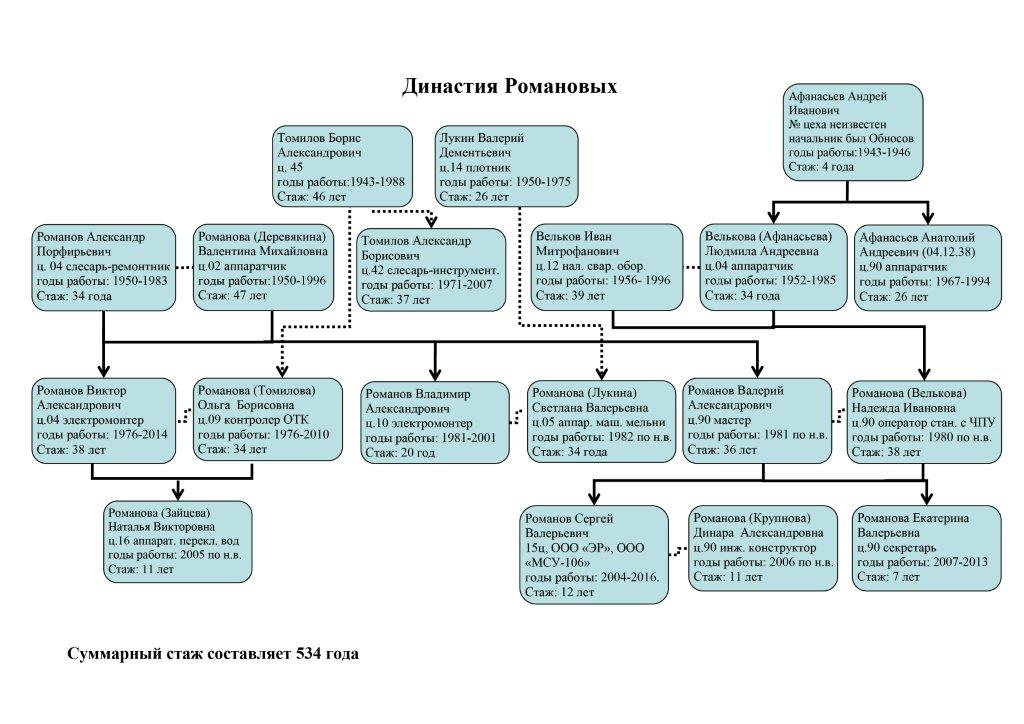 Династия Романовых
Афанасьев Андрей
Иванович
№ цеха неизвестен
начальник был Обносов
годы работы:1943-1946
Стаж: 4 года
Томилов Борис
Александрович
ц. 45
годы работы:1943-1988
Стаж: 46 лет
Лукин Валерий
Дементьевич
ц.14 плотник
годы работы: 1950-1975
Стаж: 26 лет
Романов Александр
Порфирьевич
ц. 04 слесарь-ремонтник
годы работы: 1950-1983
Стаж: 34 года
Романова (Деревякина)
Валентина Михайловна
ц.02 аппаратчик
годы работы:1950-1996
Стаж: 47 лет
Томилов Александр
Борисович
ц.42 слесарь-инструмент.
годы работы: 1971-2007
Стаж: 37 лет
Вельков Иван
Митрофанович
ц.12 нал. свар. обор.
годы работы: 1956- 1996
Стаж: 39 лет
Велькова (Афанасьева)
Людмила Андреевна
ц.04 аппаратчик
годы работы: 1952-1985
Стаж: 34 года
Афанасьев Анатолий
Андреевич (04.12.38)
ц.90 аппаратчик
годы работы: 1967-1994
Стаж: 26 лет
Романов Виктор
Александрович
ц.04 электромонтер
годы работы: 1976-2014
Стаж: 38 лет
Романова (Томилова)
Ольга Борисовна
ц.09 контролер ОТК
годы работы: 1976-2010
Стаж: 34 лет
Романов Владимир
Александрович
ц.10 электромонтер
годы работы: 1981-2001
Стаж: 20 год
Романова (Лукина)
Светлана Валерьевна
ц.05 аппар. маш. мельни
годы работы: 1982 по н.в.
Стаж: 34 года
Романов Валерий
Александрович
ц.90 мастер
годы работы: 1981 по н.в.
Стаж: 36 лет
Романова (Велькова)
Надежда Ивановна
ц.90 оператор стан. с ЧПУ
годы работы: 1980 по н.в.
Стаж: 38 лет
Романова (Зайцева)
Наталья Викторовна
ц.16 аппарат. перекл. вод
годы работы: 2005 по н.в.
Стаж: 11 лет
Романов Сергей
Валерьевич
15ц, ООО «ЭР», ООО
«МСУ-106»
годы работы: 2004-2016.
Стаж: 12 лет
Романова (Крупнова)
Динара Александровна
ц.90 инж. конструктор
годы работы: 2006 по н.в.
Стаж: 11 лет
Романова Екатерина
Валерьевна
ц.90 секретарь
годы работы: 2007-2013
Стаж: 7 лет
Суммарный стаж составляет 534 года